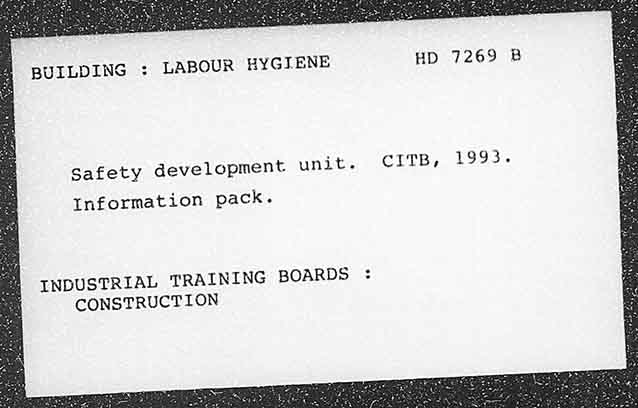 BUILDING : LABOUR HYGIENE HD 7269 B
Safety development unit. CITB, 1993.
Information pack.
INDUSTRIAL TRAINING BOARDS :
CONSTRUCTION